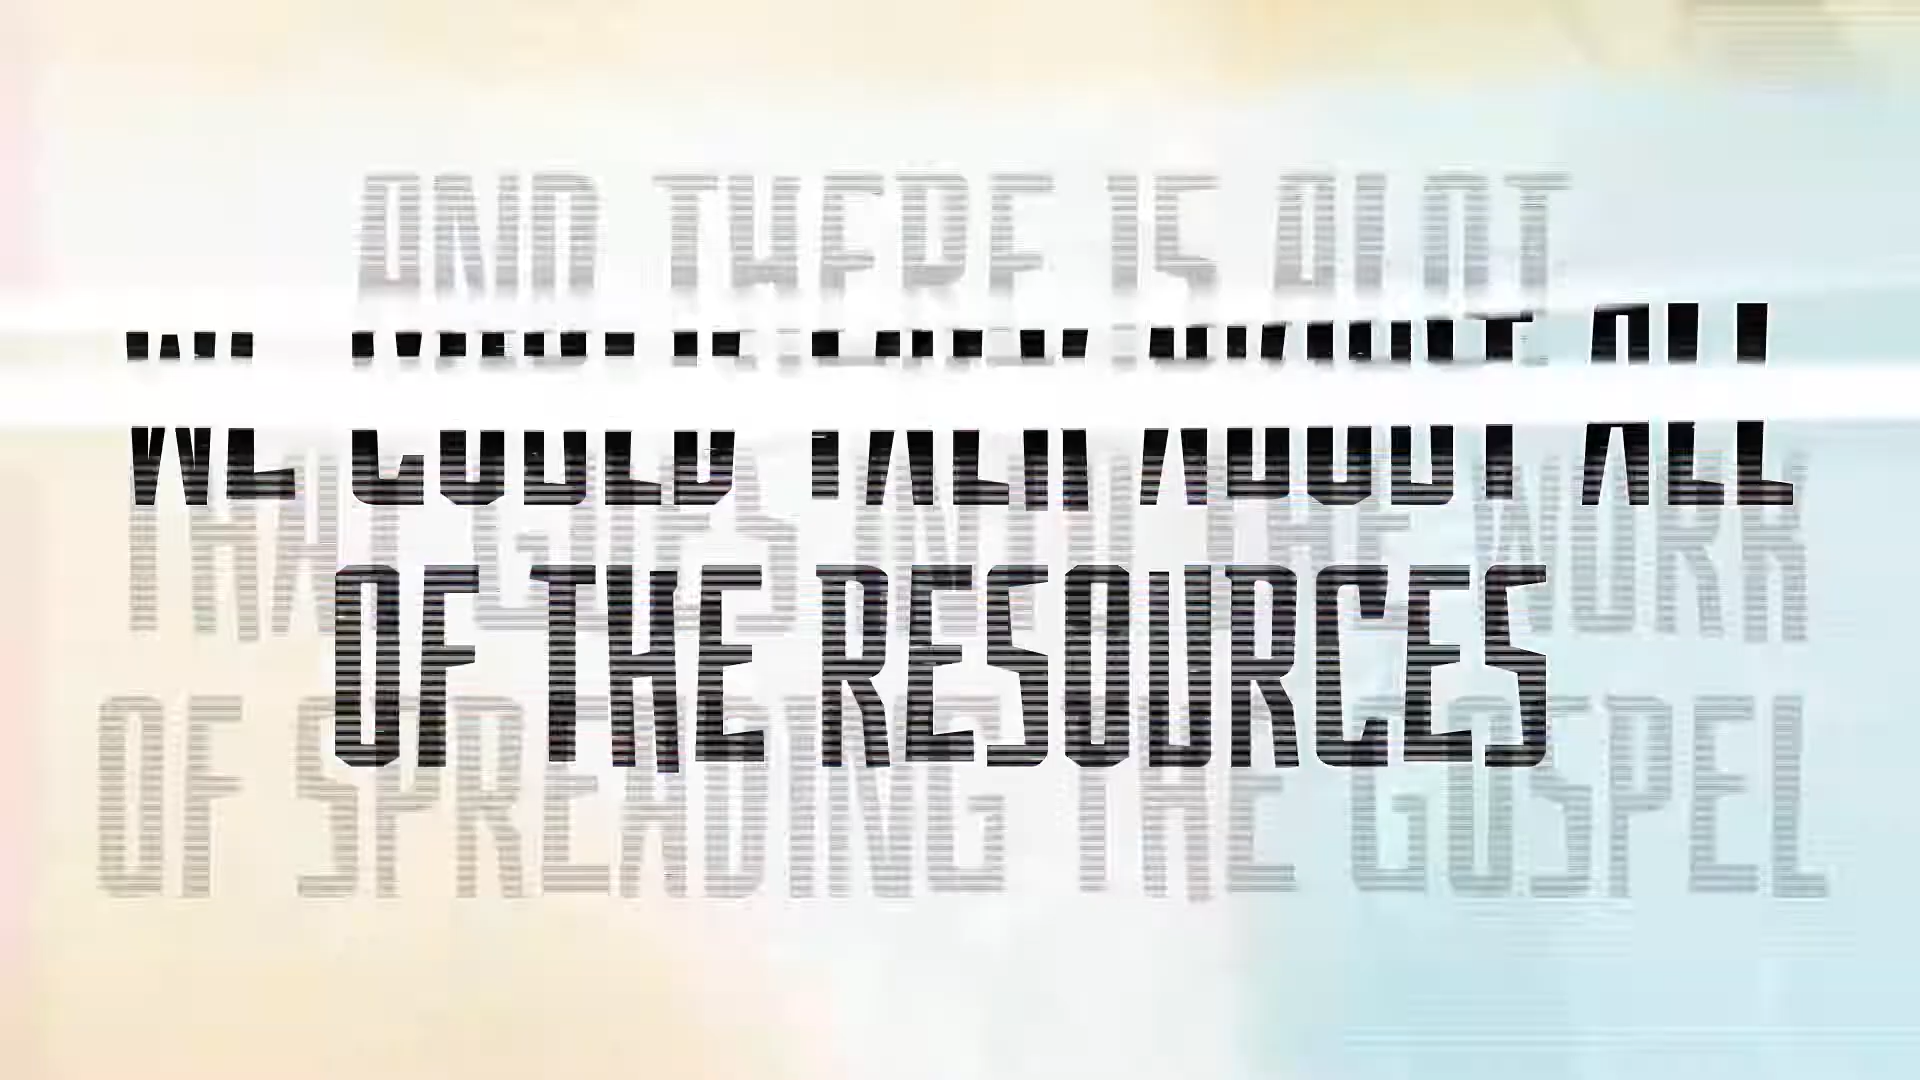 AND THERE IS ALOT
WE COULD TALK ABOUT ALL
THAT GOES INTO THE WORK
OF THE RESOURCES
OF SPREADING THE GOSPEL